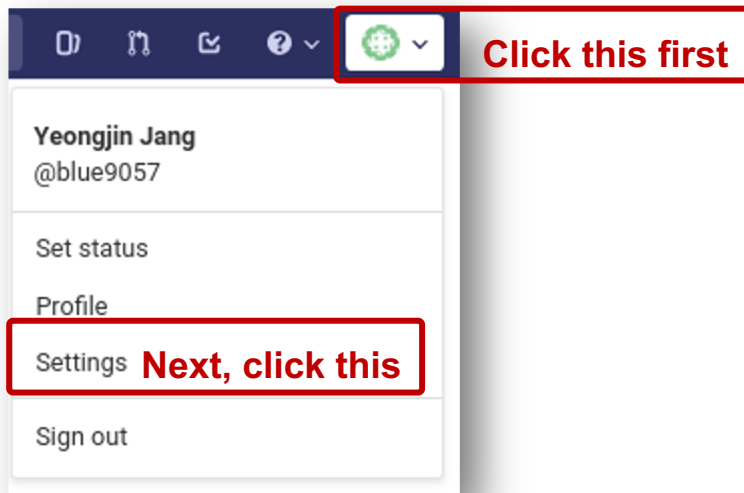 Click this first
Yeongjin Jang
@blue9057
Set status
Profile
Settings Next, click this
Sign out